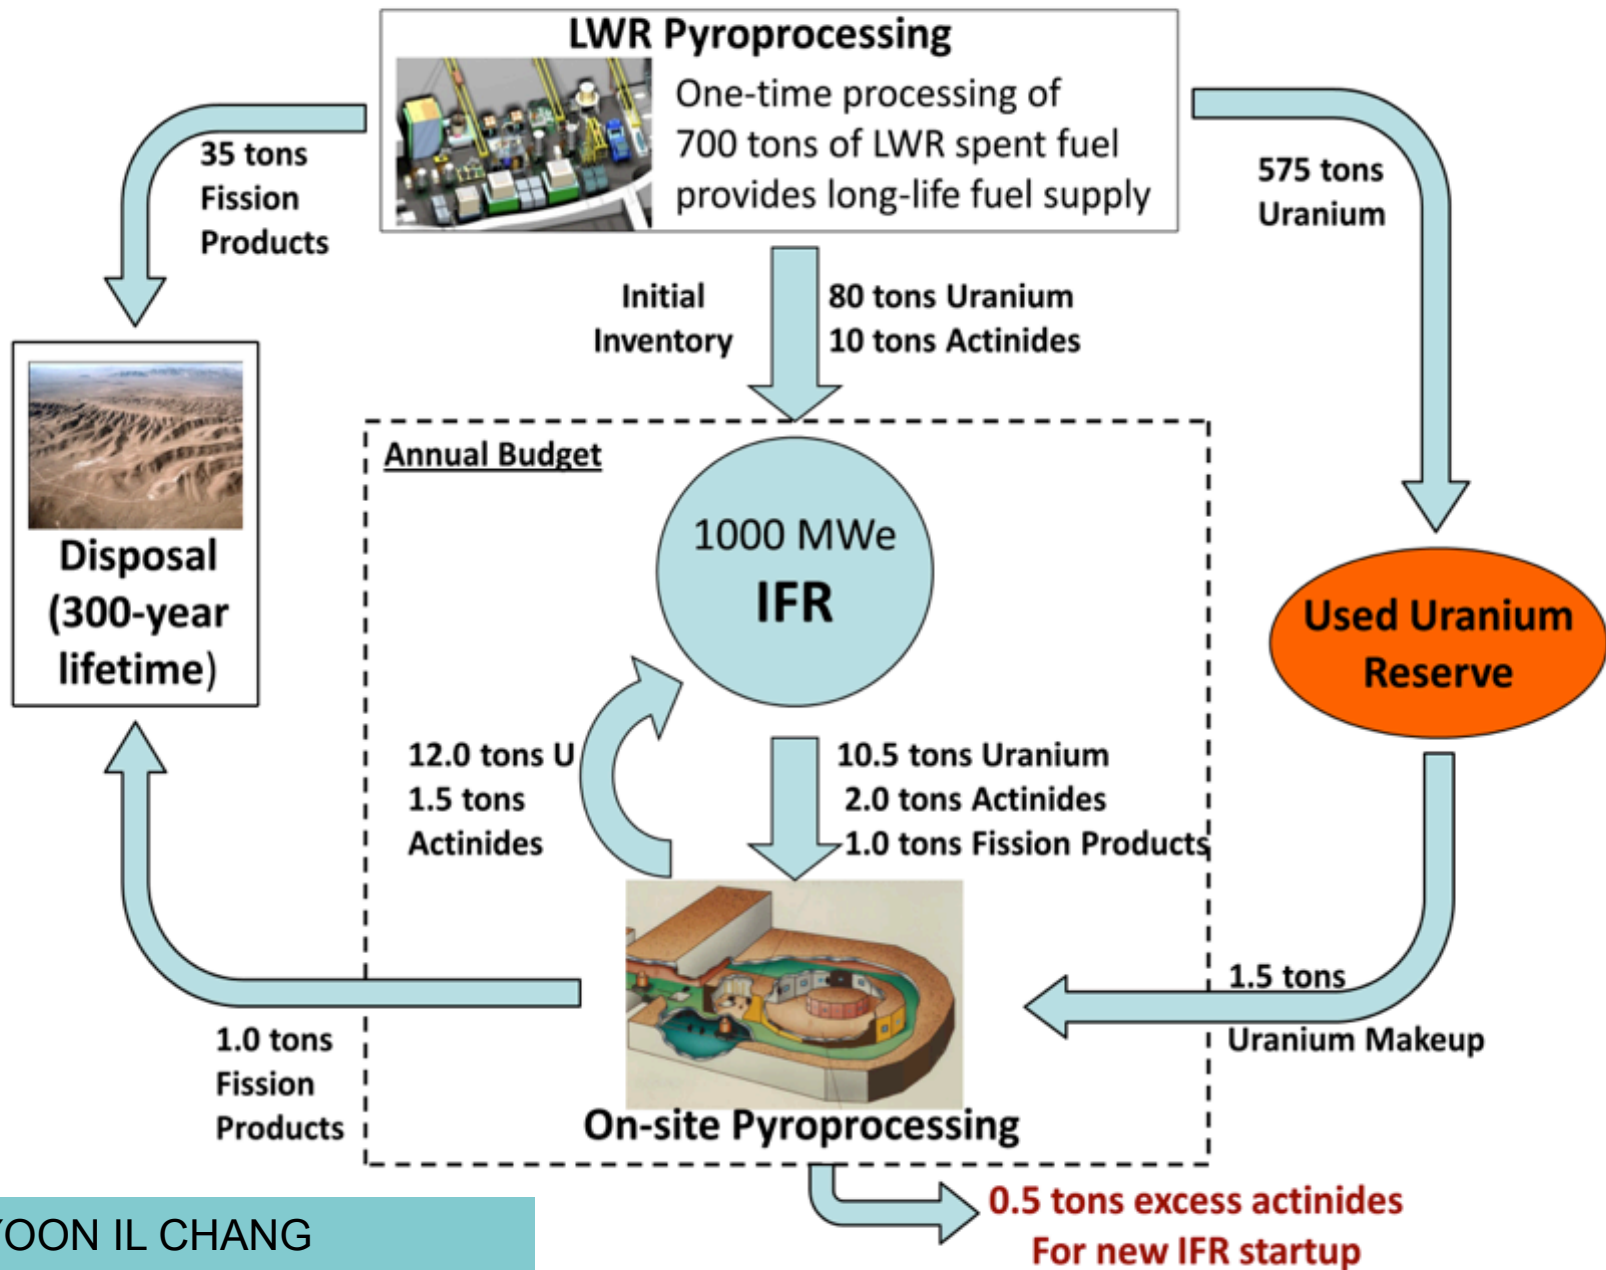 LWR Pyroprocessing
One-time processing of
700 tons of LWR spent fuel
provides long-life fuel supply
35 tons
Fission
Products
575 tons
Uranium
Initial
Inventory
80 tons Uranium
10 tons Actinides
Annual Budget
1000 MWe
IFR
Disposal
(300-year
lifetime)
Used Uranium
Reserve
12.0 tons U
1.5 tons
Actinides
10.5 tons Uranium
2.0 tons Actinides
1.0 tons Fission Products
1.5 tons
Uranium Makeup
1.0 tons
Fission
Products
On-site Pyroprocessing
0.5 tons excess actinides
For new IFR startup
YOON IL CHANG